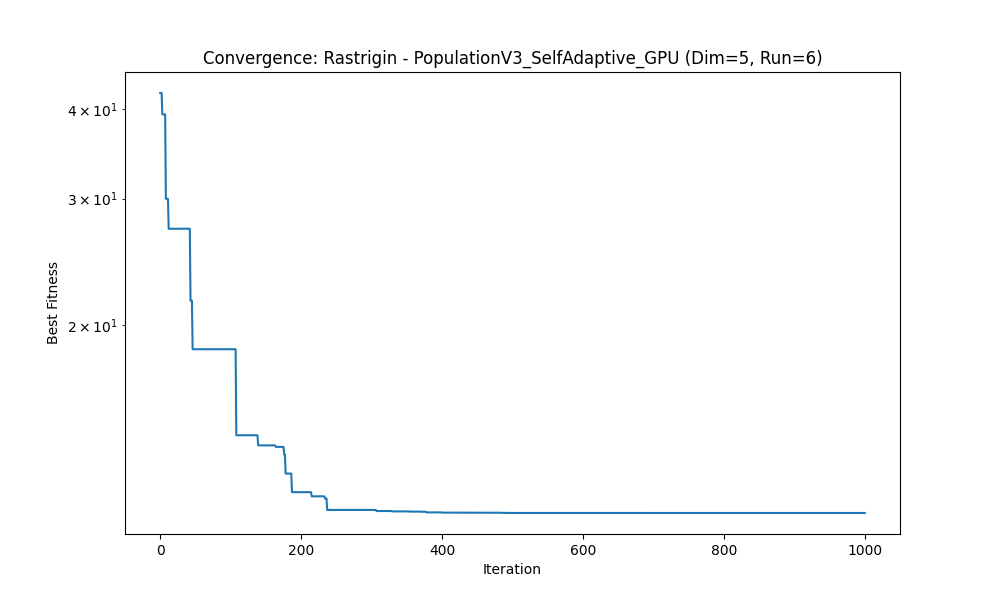 Convergence: Rastrigin - PopulationV3_SelfAdaptive_GPU (Dim=5, Run=6)
4 × 10¹
3 × 10¹
2 × 10¹
Best Fitness
0 200 400 600 800 1000
Iteration